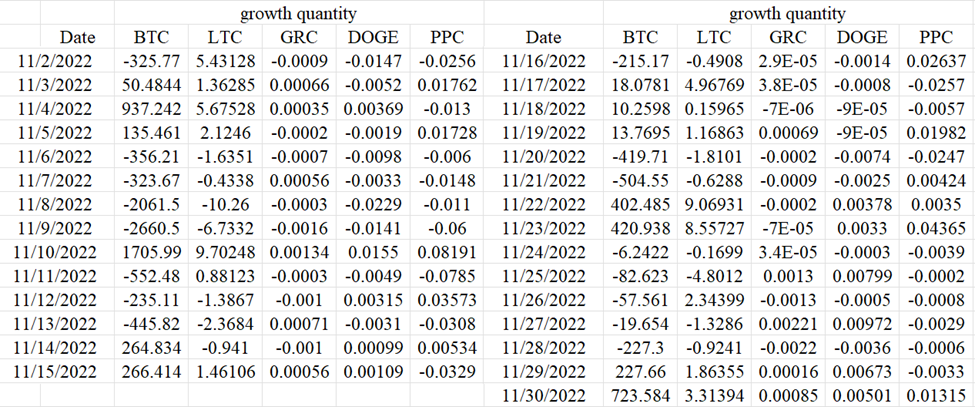 growth quantity growth quantity
Date BTC LTC GRC DOGE PPC Date BTC LTC GRC DOGE PPC
11/2/2022 -325.77 5.43128 -0.0009 -0.0147 -0.0256 11/16/2022 -215.17 -0.4908 2.9E-05 -0.0014 0.02637
11/3/2022 50.4844 1.36285 0.00066 -0.0052 0.01762 11/17/2022 18.0781 4.96769 3.8E-05 -0.0008 -0.0257
11/4/2022 937.242 5.67528 0.00035 0.00369 -0.013 11/18/2022 10.2598 0.15965 -7E-06 -9E-05 -0.0057
11/5/2022 135.461 2.1246 -0.0002 -0.0019 0.01728 11/19/2022 13.7695 1.16863 0.00069 -9E-05 0.01982
11/6/2022 -356.21 -1.6351 -0.0007 -0.0098 -0.006 11/20/2022 -419.71 -1.8101 -0.0002 -0.0074 -0.0247
11/7/2022 -323.67 -0.4338 0.00056 -0.0033 -0.0148 11/21/2022 -504.55 -0.6288 -0.0009 -0.0025 0.00424
11/8/2022 -2061.5 -10.26 -0.0003 -0.0229 -0.011 11/22/2022 402.485 9.06931 -0.0002 0.00378 0.0035
11/9/2022 -2660.5 -6.7332 -0.0016 -0.0141 -0.06 11/23/2022 420.938 8.55727 -7E-05 0.0033 0.04365
11/10/2022 1705.99 9.70248 0.00134 0.0155 0.08191 11/24/2022 -6.2422 -0.1699 3.4E-05 -0.0003 -0.0039
11/11/2022 -552.48 0.88123 -0.0003 -0.0049 -0.0785 11/25/2022 -82.623 -4.8012 0.0013 0.00799 -0.0002
11/12/2022 -235.11 -1.3867 -0.001 0.00315 0.03573 11/26/2022 -57.561 2.34399 -0.0013 -0.0005 -0.0008
11/13/2022 -445.82 -2.3684 0.00071 -0.0031 -0.0308 11/27/2022 -19.654 -1.3286 0.00221 0.00972 -0.0029
11/14/2022 264.834 -0.941 -0.001 0.00099 0.00534 11/28/2022 -227.3 -0.9241 -0.0022 -0.0036 -0.0006
11/15/2022 266.414 1.46106 0.00056 0.00109 -0.0329 11/29/2022 227.66 1.86355 0.00016 0.00673 -0.0033
11/30/2022 723.584 3.31394 0.00085 0.00501 0.01315